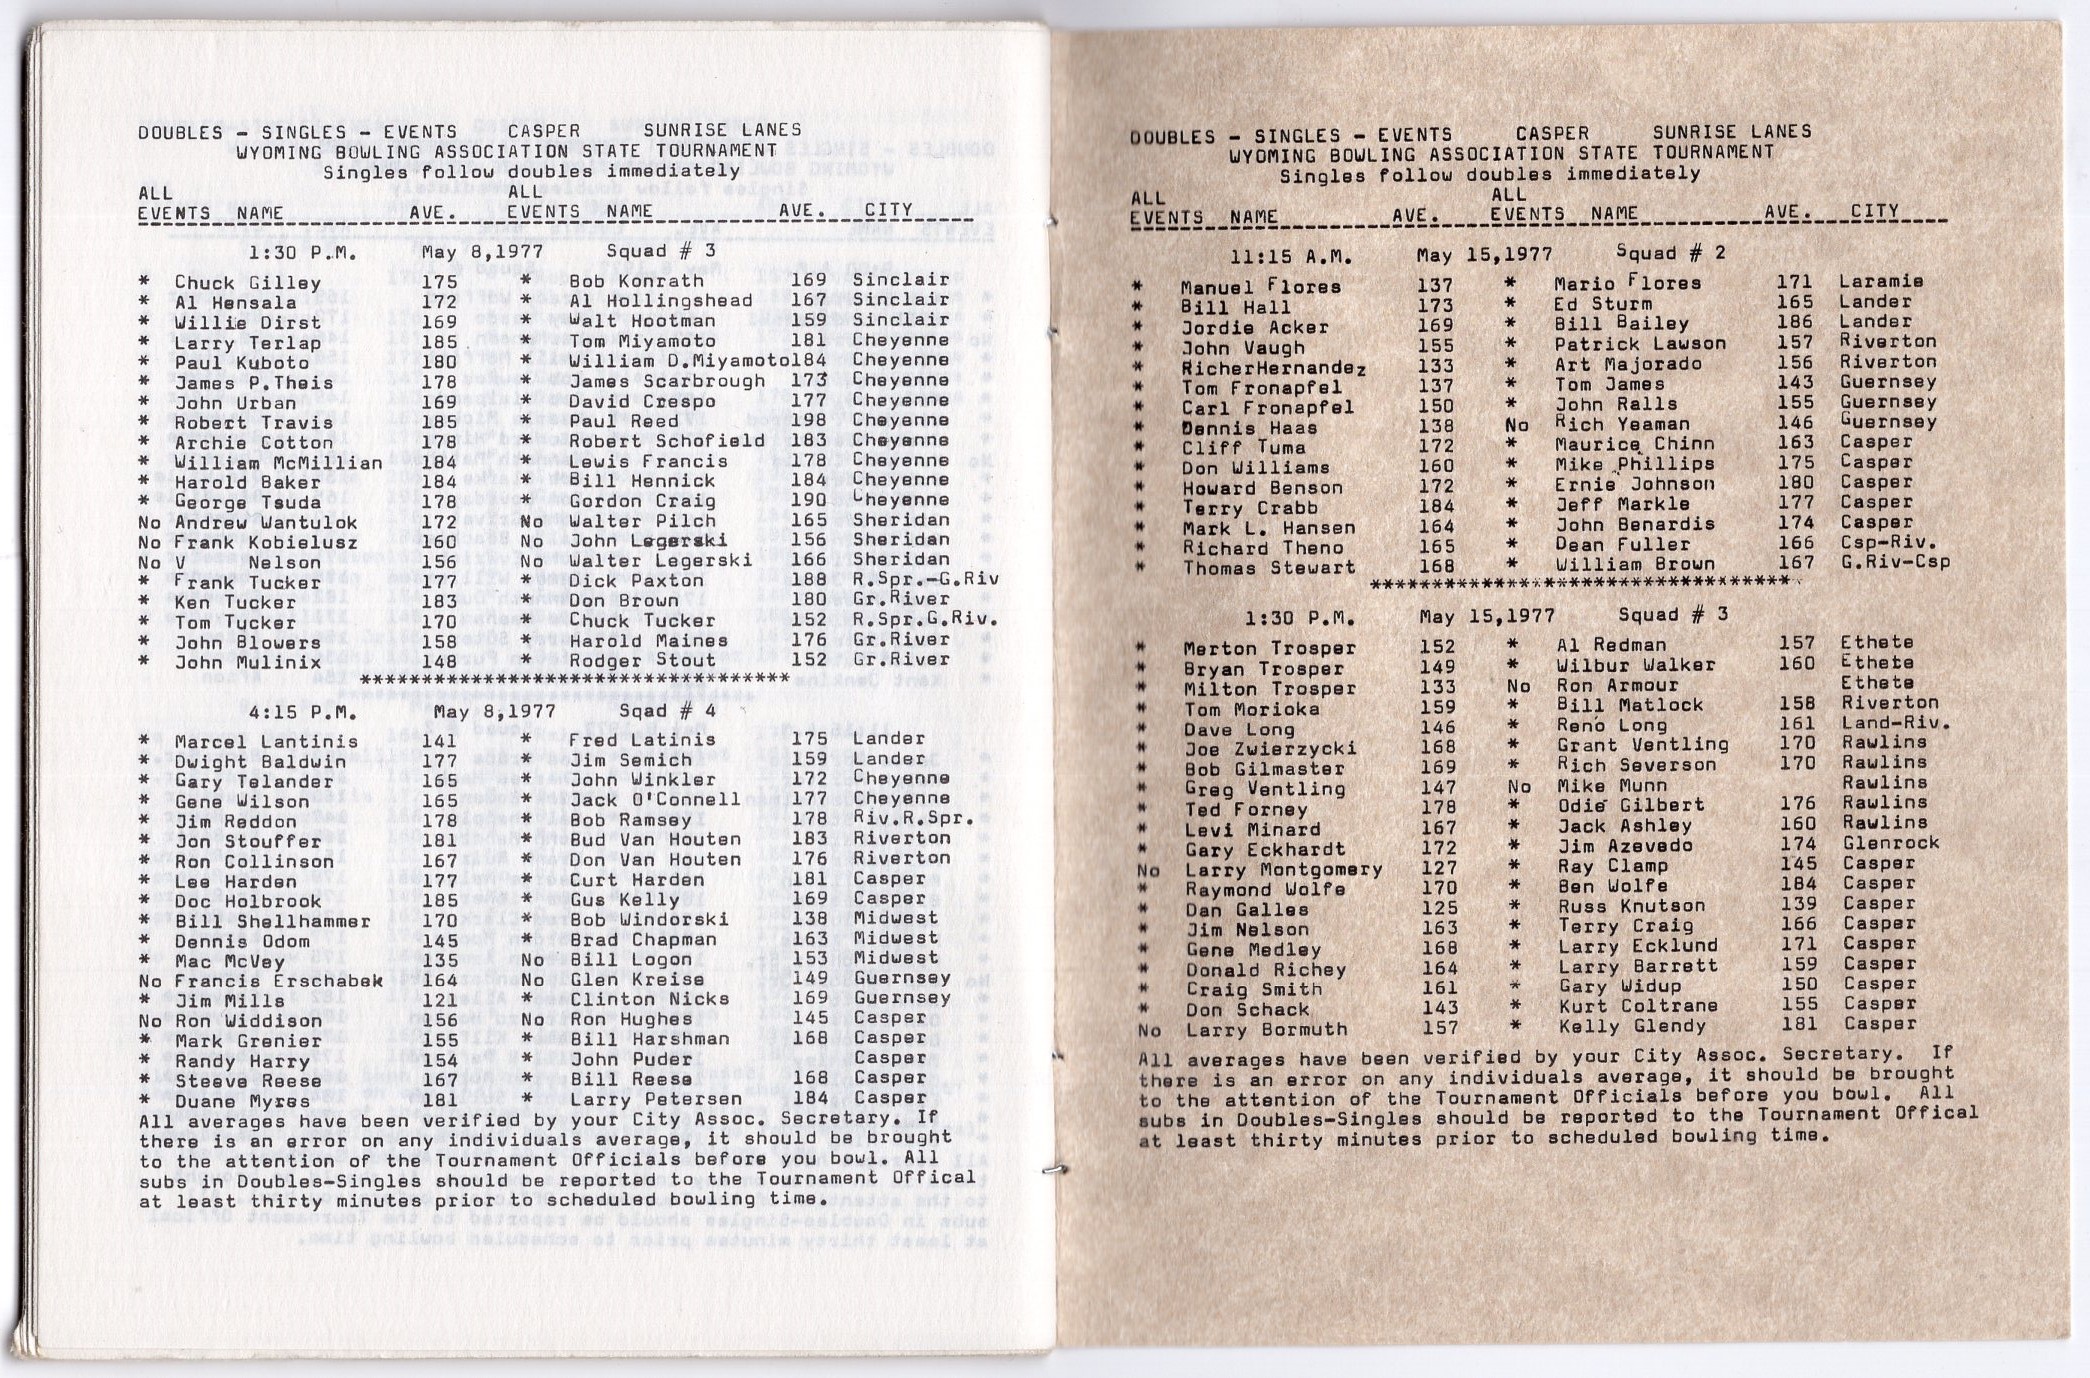 DOUBLES - SINGLES - EVENTS CASPER SUNRISE LANES
WYOMING BOWLING ASSOCIATION STATE TOURNAMENT
Singles follow doubles immediately
ALL ALL
EVENTS NAME AVE. EVENTS NAME AVE. CITY
1:30 P.M. May 8,1977 Squad # 3
* Chuck Gilley 175 * Bob Konrath 169 Sinclair
* Al Hensala 172 * Al Hollingshead 167 Sinclair
* Willie Dirst 169 * Walt Hootman 159 Sinclair
* Larry Terlap 185 * Tom Miyamoto 181 Cheyenne
* Paul Kuboto 180 * William D.Miyamoto184 Cheyenne
* James P.Theis 178 * James Scarbrough 173 Cheyenne
* John Urban 169 * David Crespo 177 Cheyenne
* Robert Travis 185 * Paul Reed 198 Cheyenne
* Archie Cotton 178 * Robert Schofield 183 Cheyenne
* William McMillian 184 * Lewis Francis 178 Cheyenne
* Harold Baker 184 * Bill Hennick 184 Cheyenne
* George Tsuda 178 * Gordon Craig 190 Cheyenne
No Andrew Wantulok 172 No Walter Pilch 165 Sheridan
No Frank Kobielusz 160 No John Legerski 156 Sheridan
No V Nelson 156 No Walter Legerski 166 Sheridan
* Frank Tucker 177 * Dick Paxton 188 R.Spr.-G.Riv
* Ken Tucker 183 * Don Brown 180 Gr.River
* Tom Tucker 170 * Chuck Tucker 152 R.Spr.G.Riv.
* John Blowers 158 * Harold Maines 176 Gr.River
* John Mulinix 148 * Rodger Stout 152 Gr.River
***********************************
4:15 P.M. May 8,1977 Sqad # 4
* Marcel Lantinis 141 * Fred Latinis 175 Lander
* Dwight Baldwin 177 * Jim Semich 159 Lander
* Gary Telander 165 * John Winkler 172 Cheyenne
* Gene Wilson 165 * Jack O'Connell 177 Cheyenne
* Jim Reddon 178 * Bob Ramsey 178 Riv.R.Spr.
* Jon Stouffer 181 * Bud Van Houten 183 Riverton
* Ron Collinson 167 * Don Van Houten 176 Riverton
* Lee Harden 177 * Curt Harden 181 Casper
* Doc Holbrook 185 * Gus Kelly 169 Casper
* Bill Shellhammer 170 * Bob Windorski 138 Midwest
* Dennis Odom 145 * Brad Chapman 163 Midwest
* Mac McVey 135 No Bill Logon 153 Midwest
No Francis Erschabek 164 No Glen Kreise 149 Guernsey
* Jim Mills 121 * Clinton Nicks 169 Guernsey
No Ron Widdison 156 No Ron Hughes 145 Casper
* Mark Grenier 155 * Bill Harshman 168 Casper
* Randy Harry 154 * John Puder Casper
* Steeve Reese 167 * Bill Reese 168 Casper
* Duane Myres 181 * Larry Petersen 184 Casper
All averages have been verified by your City Assoc. Secretary. If
there is an error on any individuals average, it should be brought
to the attention of the Tournament Officials before you bowl. All
subs in Doubles-Singles should be reported to the Tournament Offical
at least thirty minutes prior to scheduled bowling time.
DOUBLES - SINGLES - EVENTS CASPER SUNRISE LANES
WYOMING BOWLING ASSOCIATION STATE TOURNAMENT
Singles follow doubles immediately
ALL ALL
EVENTS NAME AVE. EVENTS NAME AVE. CITY
11:15 A.M. May 15,1977 Squad # 2
* Manuel Flores 137 * Mario Flores 171 Laramie
* Bill Hall 173 * Ed Sturm 165 Lander
* Jordie Acker 169 * Bill Bailey 186 Lander
* John Vaugh 155 * Patrick Lawson 157 Riverton
* RicherHernandez 133 * Art Majorado 156 Riverton
* Tom Fronapfel 137 * Tom James 143 Guernsey
* Carl Fronapfel 150 * John Ralls 155 Guernsey
* Dennis Haas 138 No Rich Yeaman 146 Guernsey
* Cliff Tuma 172 * Maurice Chinn 163 Casper
* Don Williams 160 * Mike Phillips 175 Casper
* Howard Benson 172 * Ernie Johnson 180 Casper
* Terry Crabb 184 * Jeff Markle 177 Casper
* Mark L. Hansen 164 * John Benardis 174 Casper
* Richard Theno 165 * Dean Fuller 166 Csp-Riv.
* Thomas Stewart 168 * William Brown 167 G.Riv-Csp
**********************************
1:30 P.M. May 15,1977 Squad # 3
* Merton Trosper 152 * Al Redman 157 Ethete
* Bryan Trosper 149 * Wilbur Walker 160 Ethete
* Milton Trosper 133 No Ron Armour Ethete
* Tom Morioka 159 * Bill Matlock 158 Riverton
* Dave Long 146 * Reno Long 161 Land-Riv.
* Joe Zwierzycki 168 * Grant Ventling 170 Rawlins
* Bob Gilmaster 169 * Rich Severson 170 Rawlins
* Greg Ventling 147 No Mike Munn Rawlins
* Ted Forney 178 * Odie Gilbert 176 Rawlins
* Levi Minard 167 * Jack Ashley 160 Rawlins
* Gary Eckhardt 172 * Jim Azevedo 174 Glenrock
No Larry Montgomery 127 * Ray Clamp 145 Casper
* Raymond Wolfe 170 * Ben Wolfe 184 Casper
* Dan Galles 125 * Russ Knutson 139 Casper
* Jim Nelson 163 * Terry Craig 166 Casper
* Gene Medley 168 * Larry Ecklund 171 Casper
* Donald Richey 164 * Larry Barrett 159 Casper
* Craig Smith 161 * Gary Widup 150 Casper
* Don Schack 143 * Kurt Coltrane 155 Casper
No Larry Bormuth 157 * Kelly Glendy 181 Casper
All averages have been verified by your City Assoc. Secretary. If
there is an error on any individuals average, it should be brought
to the attention of the Tournament Officials before you bowl. All
subs in Doubles-Singles should be reported to the Tournament Offical
at least thirty minutes prior to scheduled bowling time.